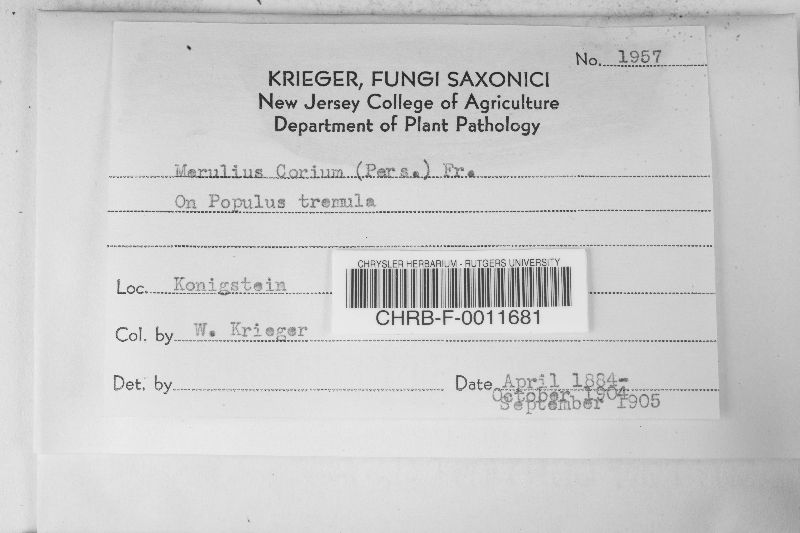 No. 1957
KRIEGER, FUNGI SAXONICI
New Jersey College of Agriculture
Department of Plant Pathology
Merulius Corium (Pers.) Fr.
On Populus tremula
CHRYSLER HERBARIUM - RUTGERS UNIVERSITY
Loc. Konigstein
CHRB-F-0011681
Col. by W. Krieger
Det. by Date April 1884-
October 1904
September 1905